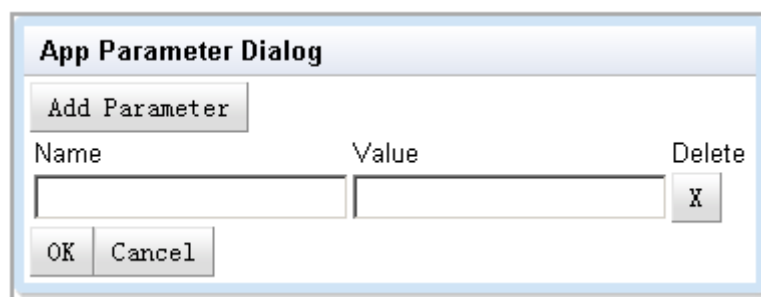 App Parameter Dialog
Add Parameter
Name Value Delete
X
OK Cancel